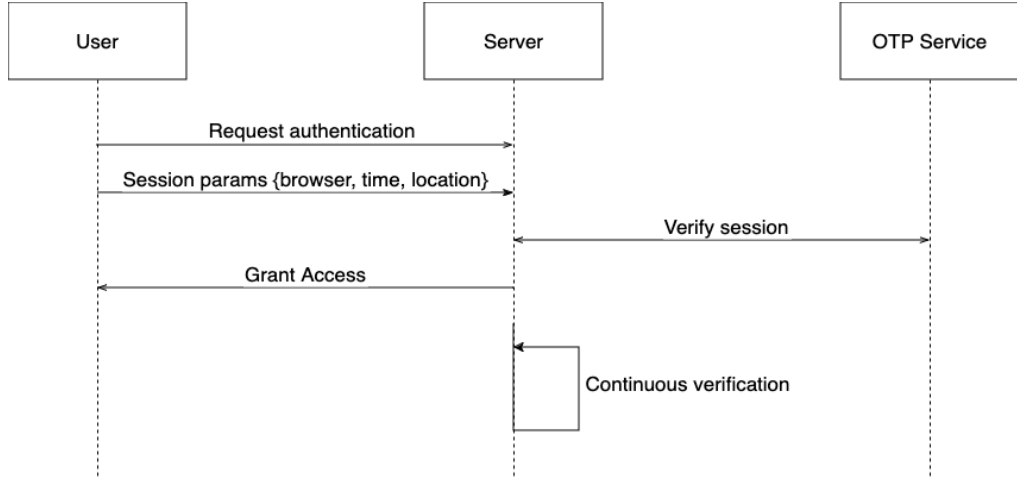 User
Server
OTP Service
Request authentication
Session params {browser, time, location}
Verify session
Grant Access
Continuous verification